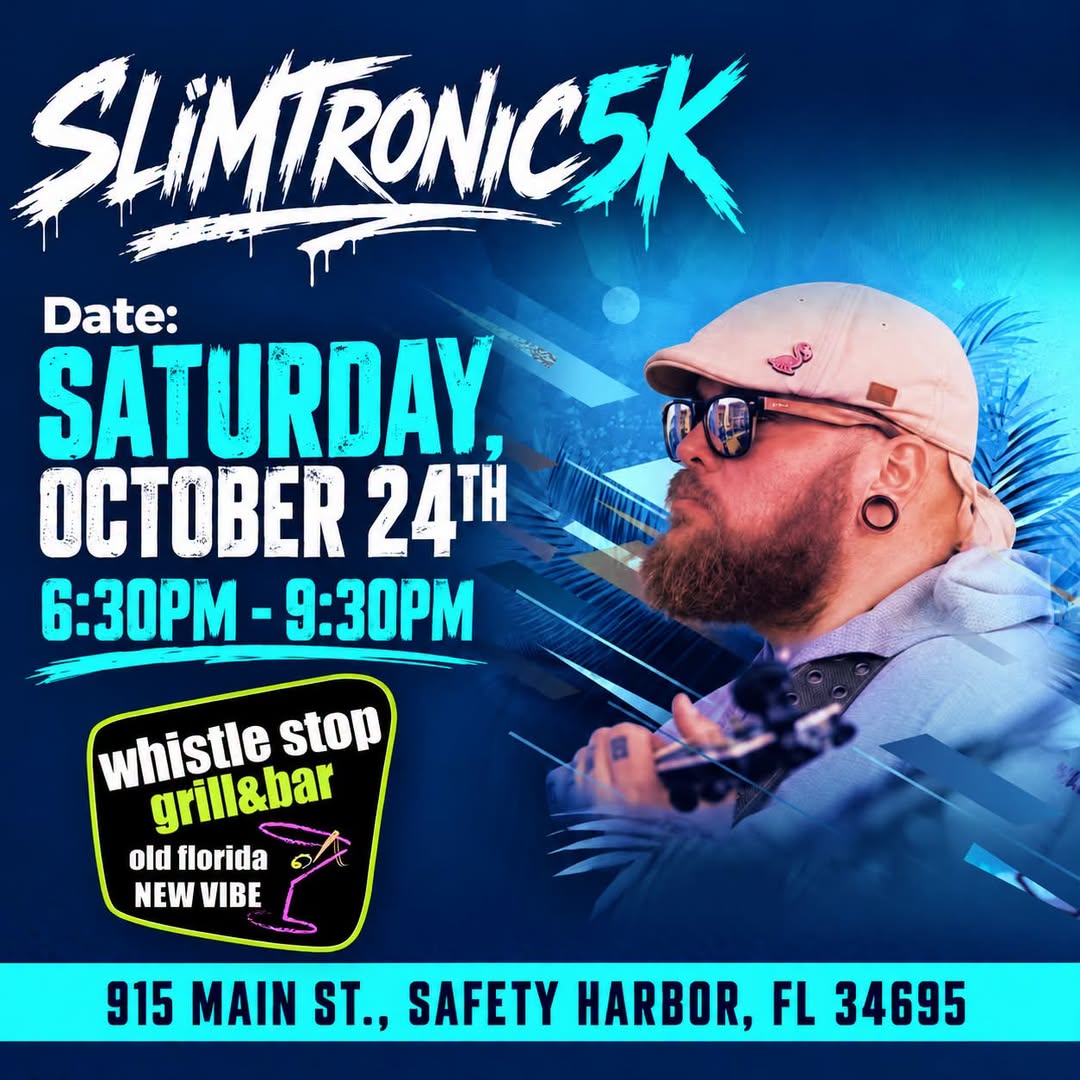 SLiMTRONiC5K
Date:
SATURDAY,
OCTOBER 24TH
6:30PM - 9:30PM
whistle stop
grill&bar
old florida
NEW VIBE
915 MAIN ST., SAFETY HARBOR, FL 34695